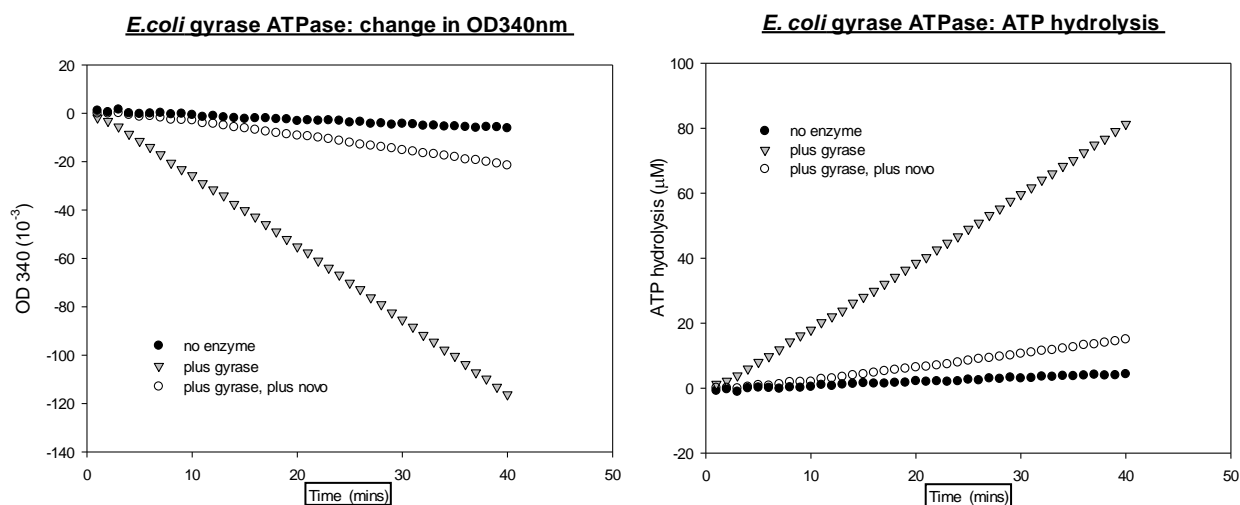 E.coli gyrase ATPase: change in OD340nm
20
0
-20
-40
-60
-80
-100
-120
-140
OD 340 (10⁻³)
no enzyme
plus gyrase
plus gyrase, plus novo
0 10 20 30 40 50
Time (mins)
E. coli gyrase ATPase: ATP hydrolysis
100
80
60
40
20
0
-20
ATP hydrolysis (μM)
no enzyme
plus gyrase
plus gyrase, plus novo
0 10 20 30 40 50
Time (mins)